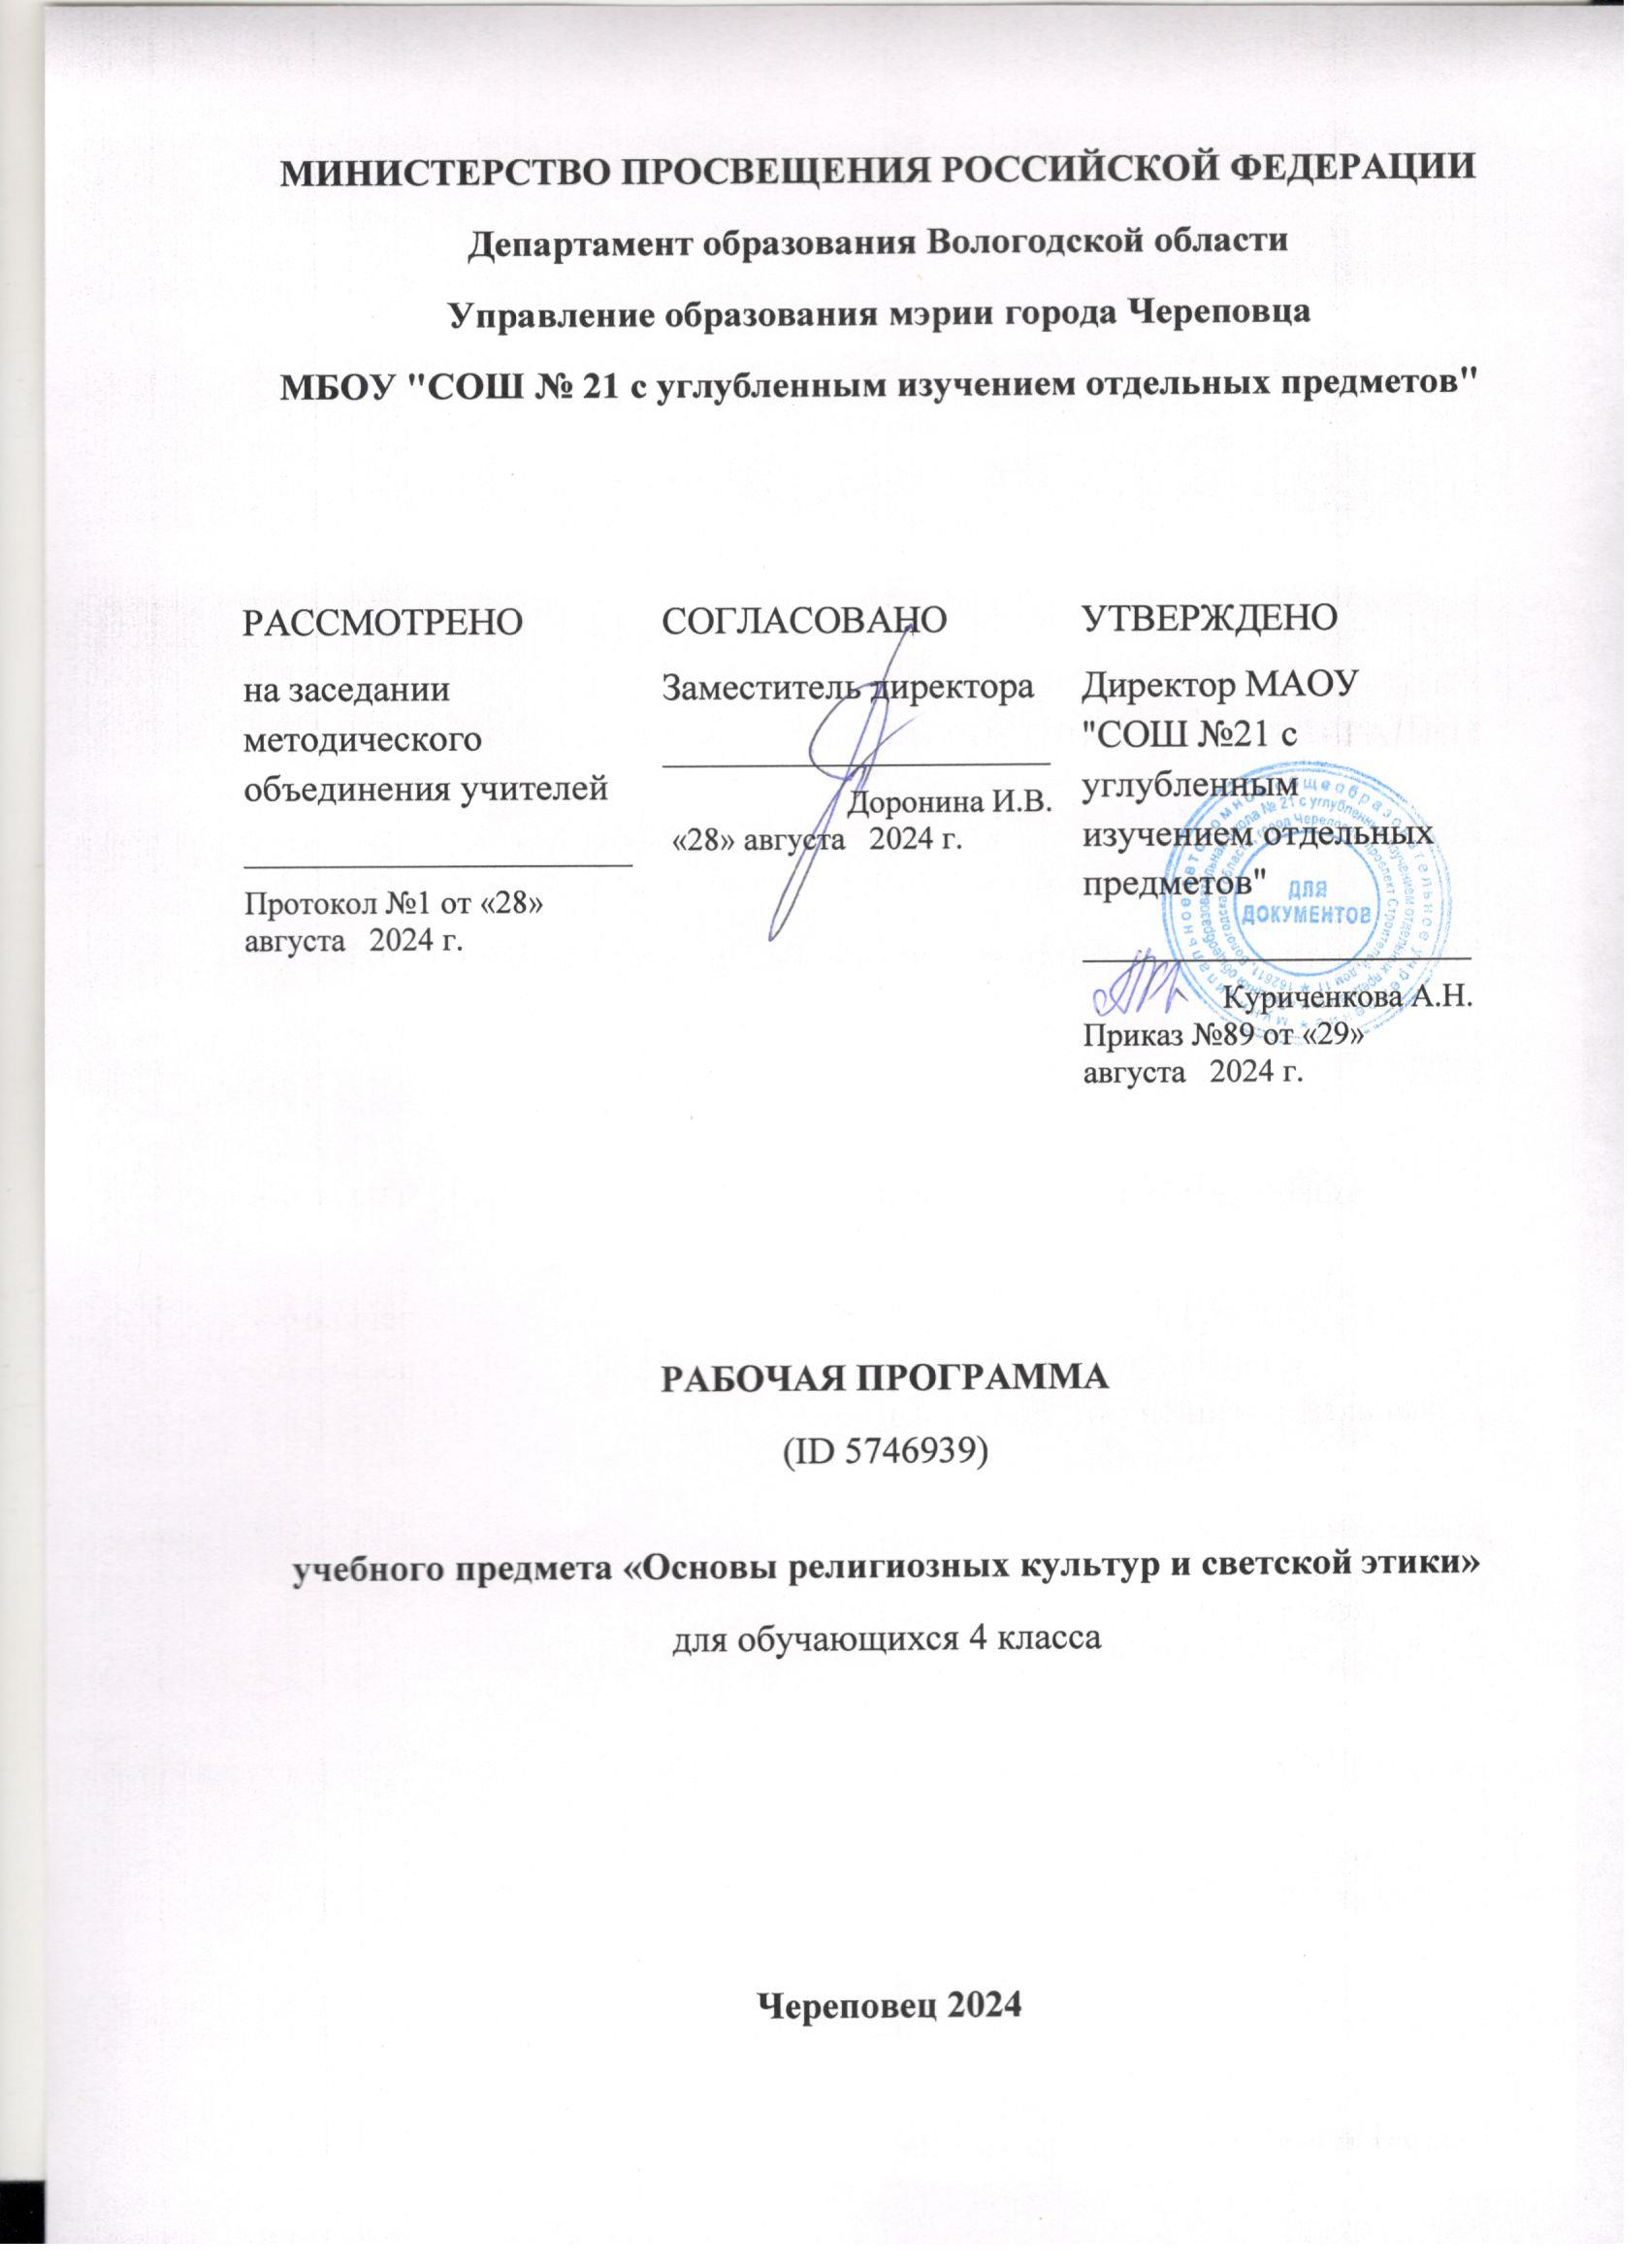 МИНИСТЕРСТВО ПРОСВЕЩЕНИЯ РОССИЙСКОЙ ФЕДЕРАЦИИ
Департамент образования Вологодской области
Управление образования мэрии города Череповца
МБОУ "СОШ № 21 с углубленным изучением отдельных предметов"
РАССМОТРЕНО
на заседании
методического
объединения учителей
Протокол №1 от «28»
августа 2024 г.
СОГЛАСОВАНО
Заместитель директора
Доронина И.В.
«28» августа 2024 г.
УТВЕРЖДЕНО
Директор МАОУ
"СОШ №21 с
углубленным
изучением отдельных
предметов"
ДЛЯ
ДОКУМЕНТОВ
Куриченкова А.Н.
Приказ №89 от «29»
августа 2024 г.
РАБОЧАЯ ПРОГРАММА
(ID 5746939)
учебного предмета «Основы религиозных культур и светской этики»
для обучающихся 4 класса
Череповец 2024